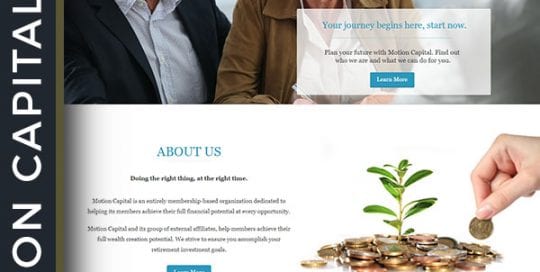 ON CAPITAL
Your journey begins here, start now.
Plan your future with Motion Capital. Find out
who we are and what we can do for you.
Learn More
ABOUT US
Doing the right thing, at the right time.
Motion Capital is an entirely membership-based organization dedicated to
helping its members achieve their full financial potential at every opportunity.
Motion Capital and its group of external affiliates, help members achieve their
full wealth creation potential. We strive to ensure you accomplish your
retirement investment goals.
Learn More